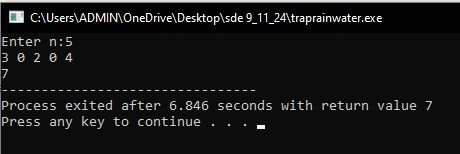 C:\Users\ADMIN\OneDrive\Desktop\sde 9_11_24\traprainwater.exe
Enter n:5
3 0 2 0 4
7
--------------------------------
Process exited after 6.846 seconds with return value 7
Press any key to continue . . .